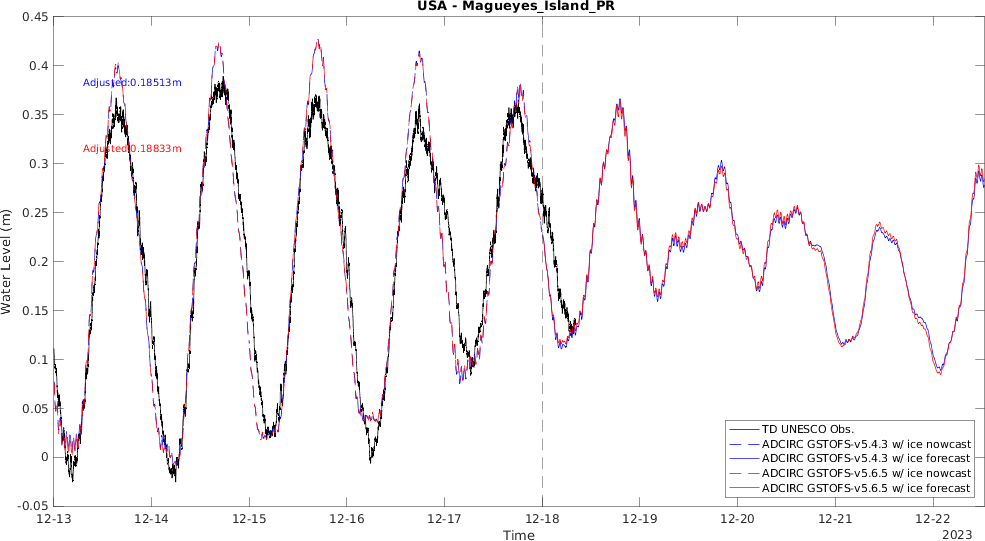 USA - Magueyes_Island_PR
0.45
0.4
0.35
0.3
0.25
0.2
0.15
0.1
0.05
0
-0.05
Water Level (m)
Adjusted:0.18513m
Adjusted:0.18833m
TD UNESCO Obs.
ADCIRC GSTOFS-v5.4.3 w/ ice nowcast
ADCIRC GSTOFS-v5.4.3 w/ ice forecast
ADCIRC GSTOFS-v5.6.5 w/ ice nowcast
ADCIRC GSTOFS-v5.6.5 w/ ice forecast
12-13 12-14 12-15 12-16 12-17 12-18 12-19 12-20 12-21 12-22
Time
2023